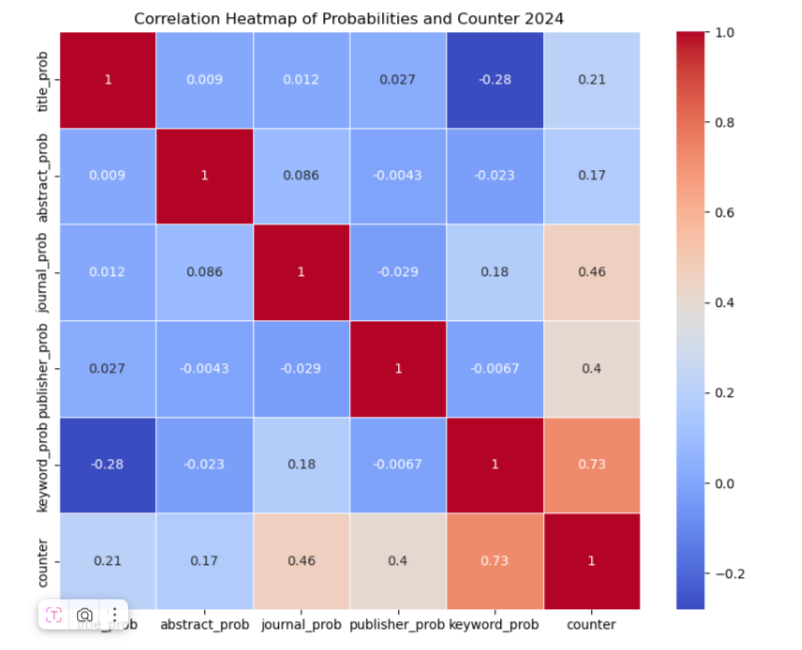 Correlation Heatmap of Probabilities and Counter 2024
title_prob 1 0.009 0.012 0.027 -0.28 0.21
abstract_prob 0.009 1 0.086 -0.0043 -0.023 0.17
journal_prob 0.012 0.086 1 -0.029 0.18 0.46
publisher_prob 0.027 -0.0043 -0.029 1 -0.0067 0.4
keyword_prob -0.28 -0.023 0.18 -0.0067 1 0.73
counter 0.21 0.17 0.46 0.4 0.73 1
title_prob abstract_prob journal_prob publisher_prob keyword_prob counter
1.0
0.8
0.6
0.4
0.2
0.0
−0.2
T